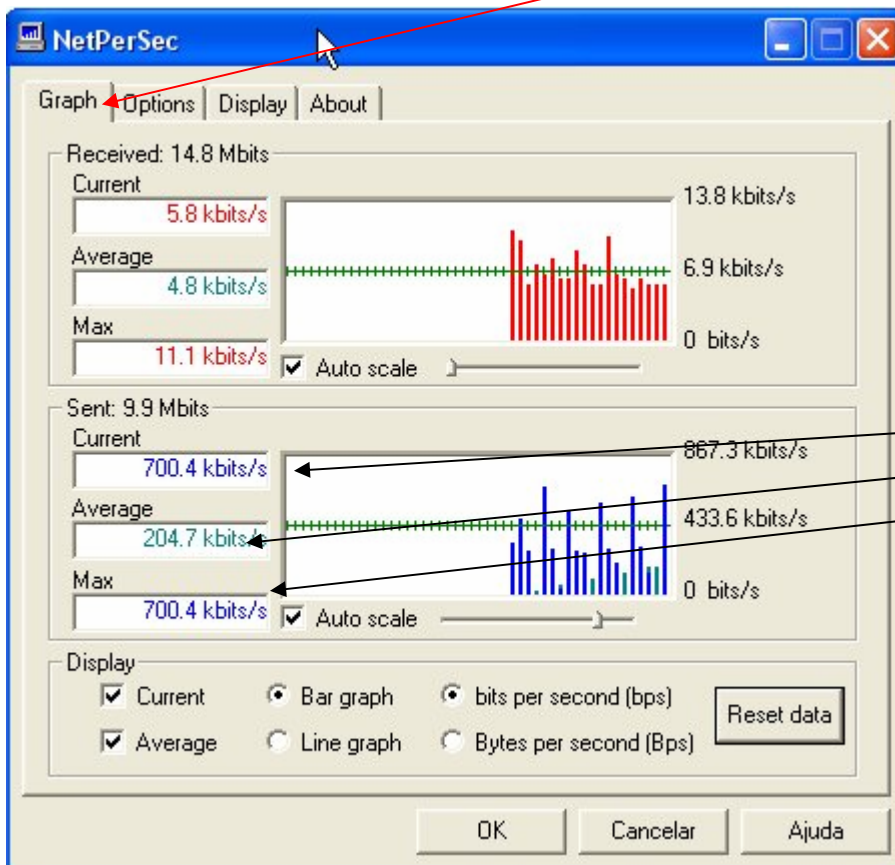 NetPerSec
Graph Options Display About
Received: 14.8 Mbits
Current
5.8 kbits/s
Average
4.8 kbits/s
Max
11.1 kbits/s
13.8 kbits/s
6.9 kbits/s
0 bits/s
Auto scale
Sent: 9.9 Mbits
Current
700.4 kbits/s
Average
204.7 kbits/s
Max
700.4 kbits/s
867.3 kbits/s
433.6 kbits/s
0 bits/s
Auto scale
Display
Current Bar graph bits per second (bps)
Average Line graph Bytes per second (Bps)
Reset data
OK Cancelar Ajuda